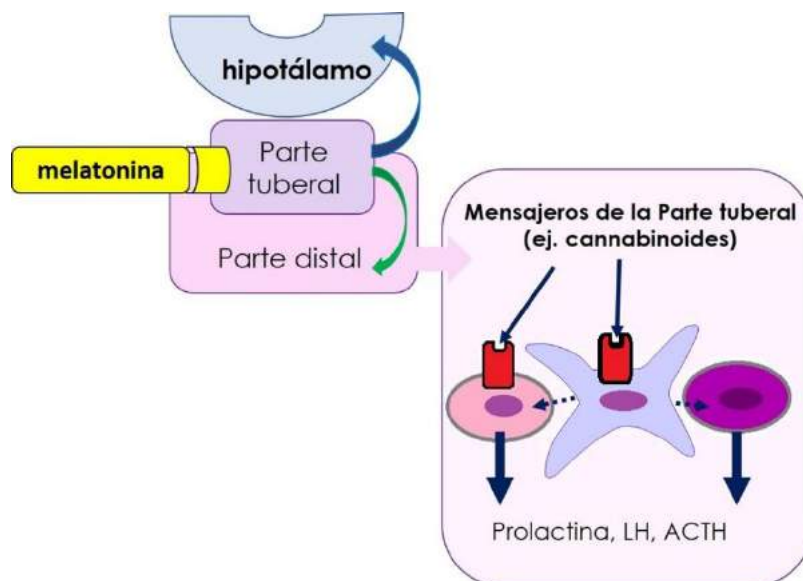 hipotálamo
melatonina
Parte
tuberal
Parte distal
Mensajeros de la Parte tuberal
(ej. cannabinoides)
Prolactina, LH, ACTH